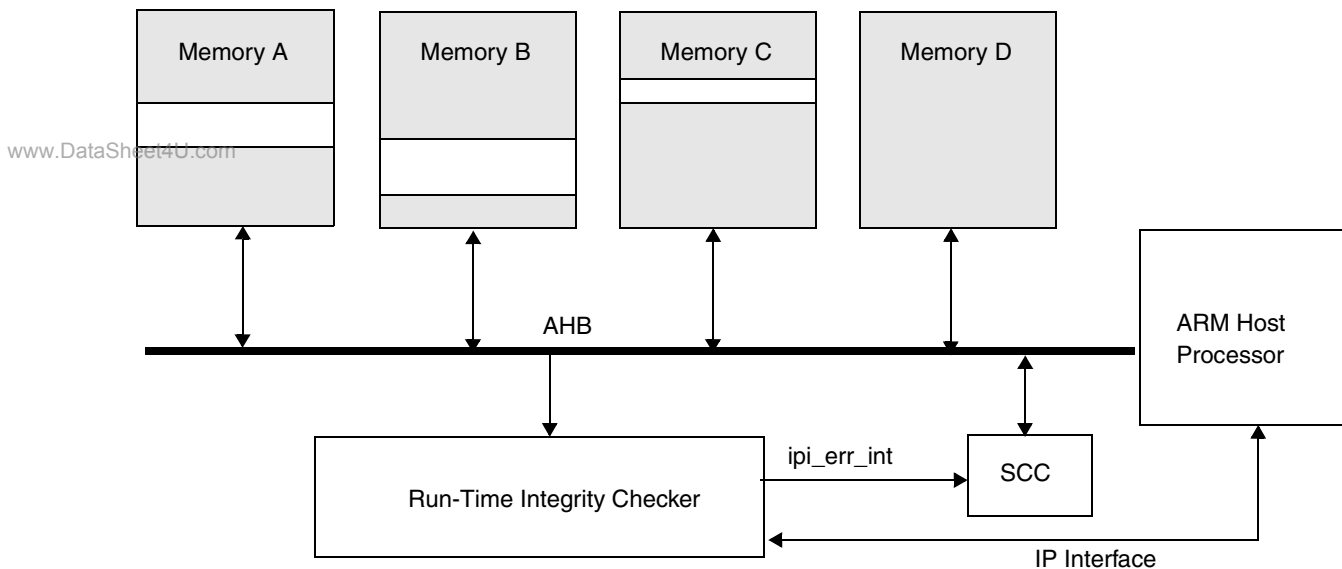 Memory A
Memory B
Memory C
Memory D
www.DataSheet4U.com
AHB
ARM Host
Processor
ipi_err_int
SCC
Run-Time Integrity Checker
IP Interface